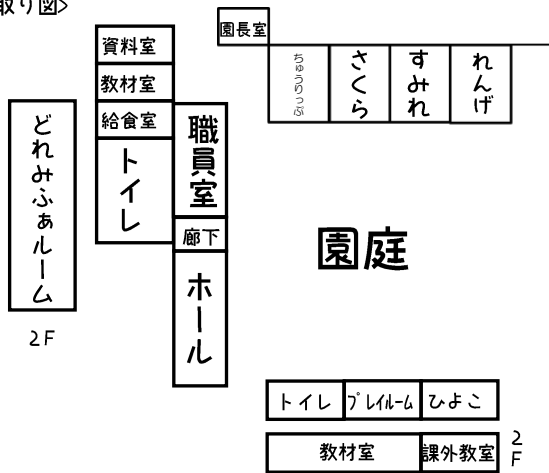 取り図>
園長室
資料室
教材室
給食室
トイレ
職員室
廊下
ホール
どれみふぁルーム
2F
ちゅうりっぷ
さくら
すみれ
れんげ
園庭
トイレ
プレイルーム
ひよこ
教材室
課外教室
2F